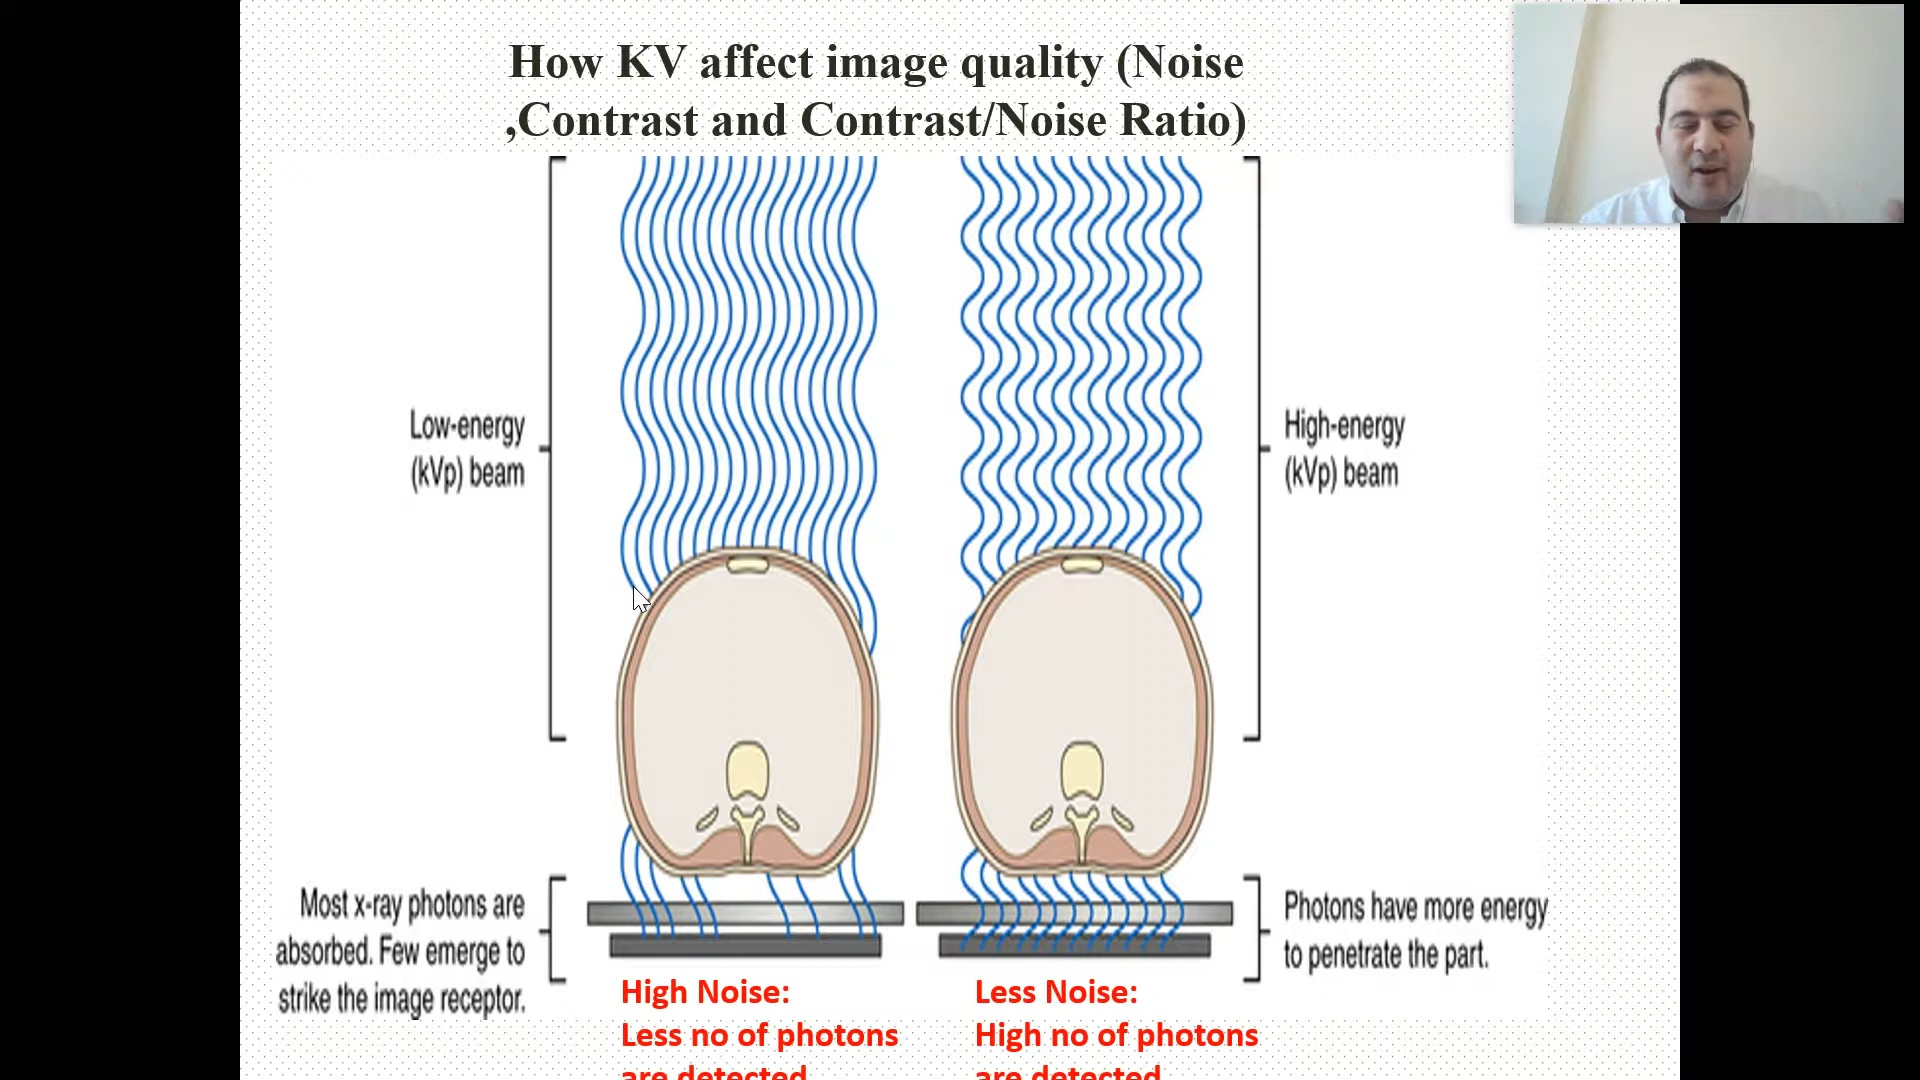 How KV affect image quality (Noise
,Contrast and Contrast/Noise Ratio)
Low-energy
(kVp) beam
High-energy
(kVp) beam
Most x-ray photons are
absorbed. Few emerge to
strike the image receptor.
Photons have more energy
to penetrate the part.
High Noise:
Less no of photons
are detected
Less Noise:
High no of photons
are detected